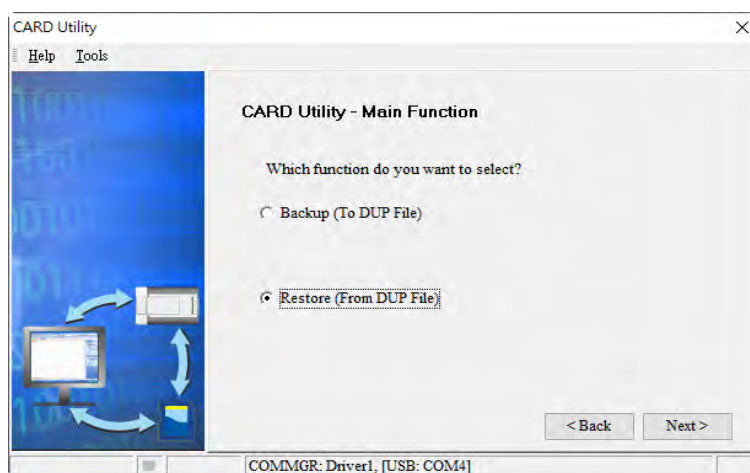 CARD Utility
Help Tools
CARD Utility - Main Function
Which function do you want to select?
Backup (To DUP File)
Restore (From DUP File)
< Back Next >
COMMGR: Driver1, [USB: COM4]